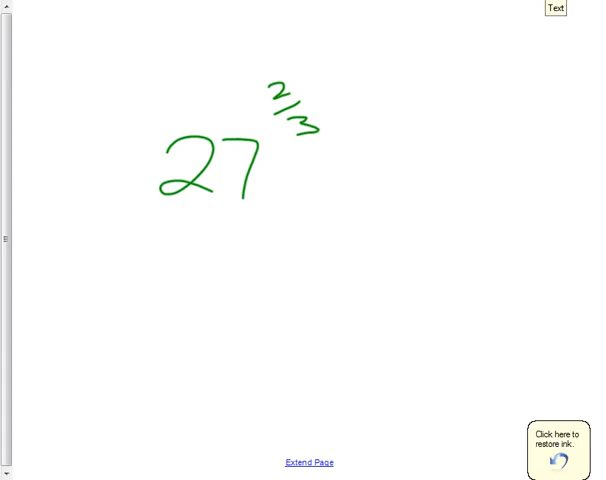 Text
27^{2/3}
Click here to
restore ink.
Extend Page